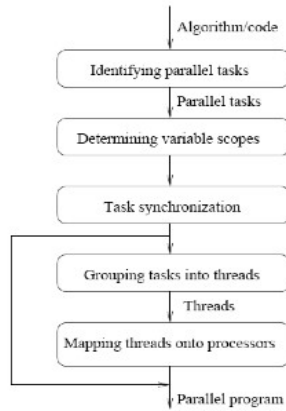 Algorithm/code
Identifying parallel tasks
Parallel tasks
Determining variable scopes
Task synchronization
Grouping tasks into threads
Threads
Mapping threads onto processors
Parallel program